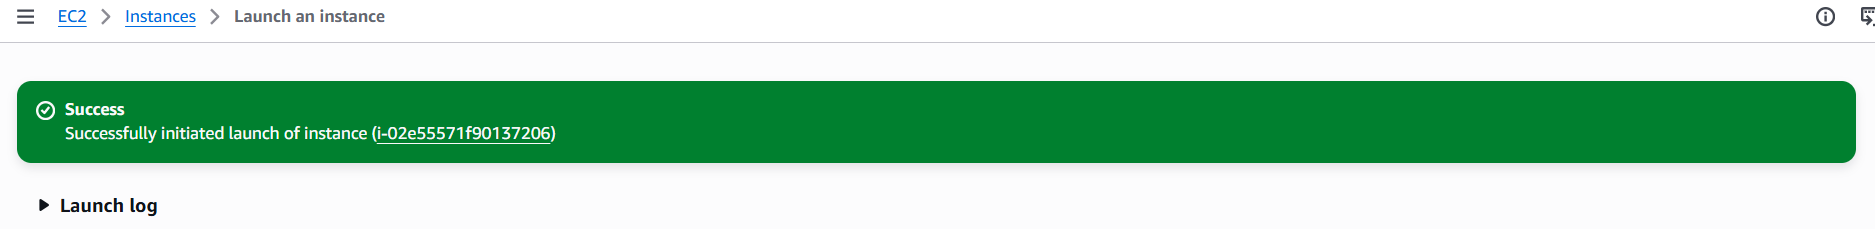 EC2 > Instances > Launch an instance
Success
Successfully initiated launch of instance (i-02e55571f90137206)
Launch log